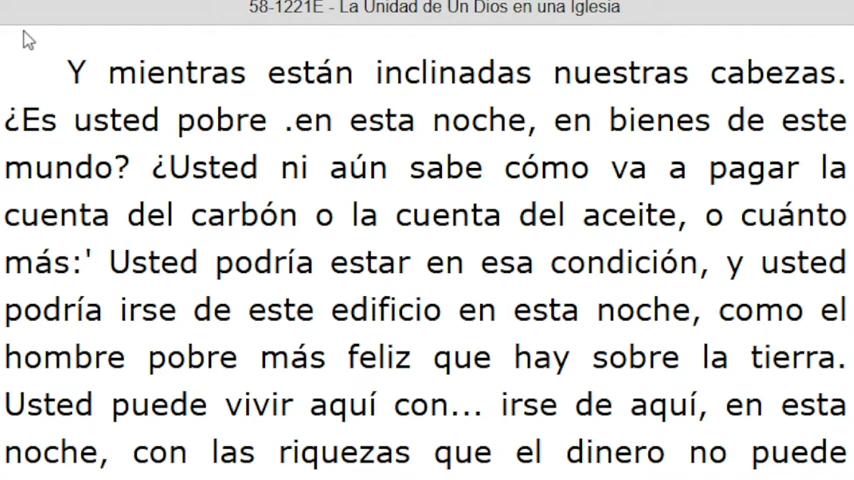 58-1221E - La Unidad de Un Dios en una Iglesia
Y mientras están inclinadas nuestras cabezas.
¿Es usted pobre .en esta noche, en bienes de este
mundo? ¿Usted ni aún sabe cómo va a pagar la
cuenta del carbón o la cuenta del aceite, o cuánto
más:' Usted podría estar en esa condición, y usted
podría irse de este edificio en esta noche, como el
hombre pobre más feliz que hay sobre la tierra.
Usted puede vivir aquí con... irse de aquí, en esta
noche, con las riquezas que el dinero no puede